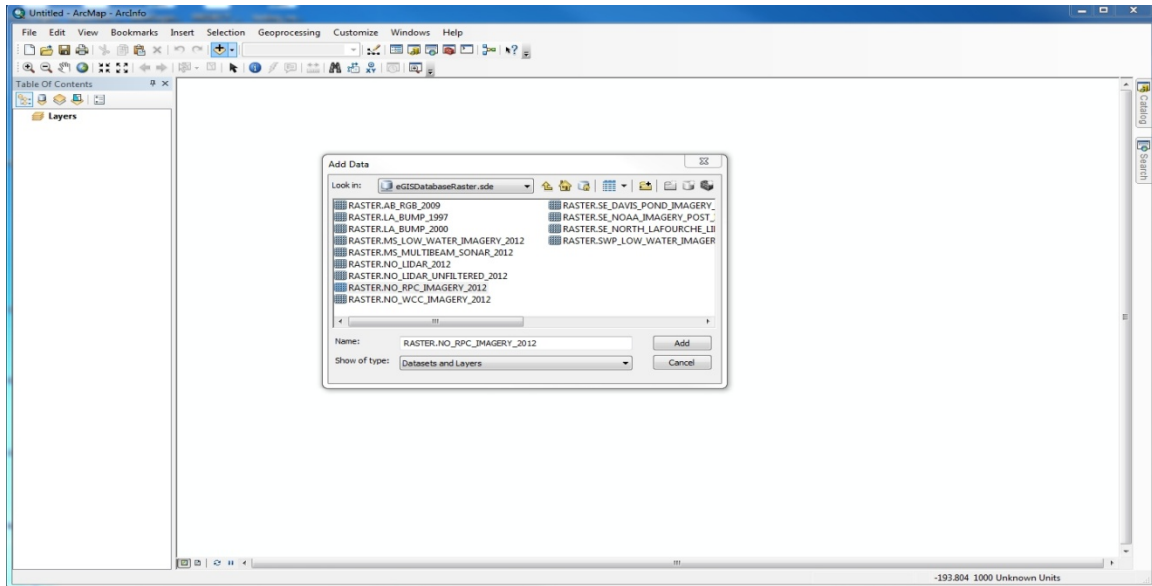 Untitled - ArcMap - ArcInfo
File Edit View Bookmarks Insert Selection Geoprocessing Customize Windows Help
Table Of Contents
Layers
Catalog
Search
Add Data
Look in: eGISDatabaseRaster.sde
RASTER.AB_RGB_2009
RASTER.LA_BUMP_1997
RASTER.LA_BUMP_2000
RASTER.MS_LOW_WATER_IMAGERY_2012
RASTER.MS_MULTIBEAM_SONAR_2012
RASTER.NO_LIDAR_2012
RASTER.NO_LIDAR_UNFILTERED_2012
RASTER.NO_RPC_IMAGERY_2012
RASTER.NO_WCC_IMAGERY_2012
RASTER.SE_DAVIS_POND_IMAGERY_
RASTER.SE_NOAA_IMAGERY_POST_
RASTER.SE_NORTH_LAFOURCHE_LI
RASTER.SWP_LOW_WATER_IMAGER
Name: RASTER.NO_RPC_IMAGERY_2012 Add
Show of type: Datasets and Layers Cancel
-193.804 1000 Unknown Units